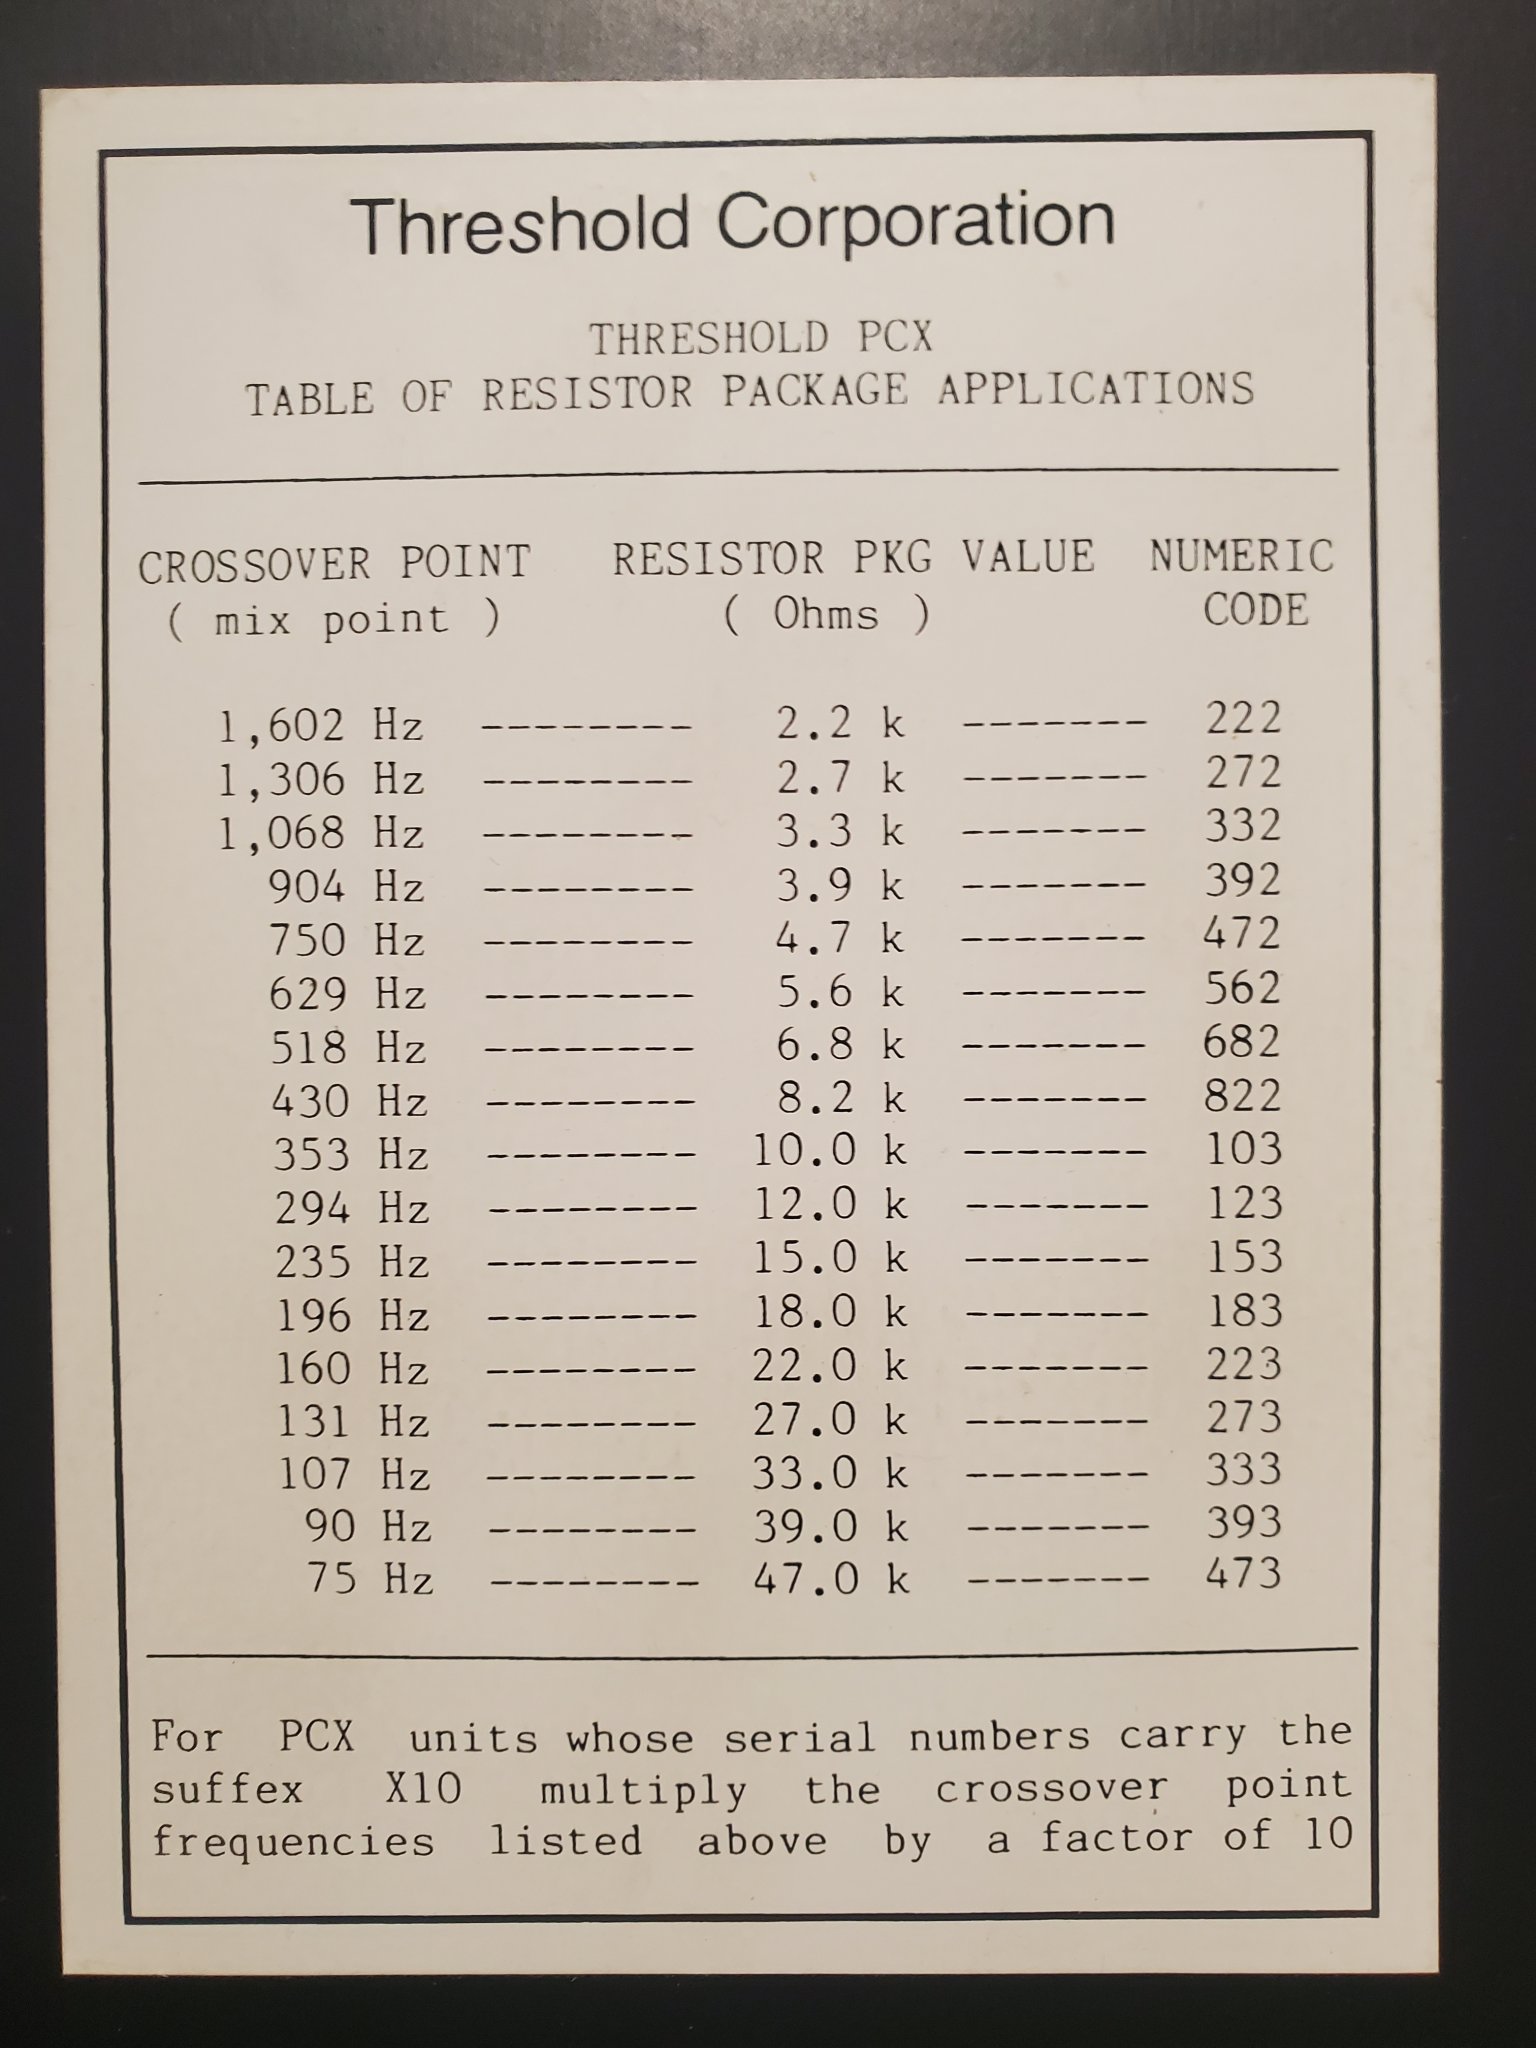 Threshold Corporation
THRESHOLD PCX
TABLE OF RESISTOR PACKAGE APPLICATIONS
CROSSOVER POINT RESISTOR PKG VALUE NUMERIC
( mix point ) ( Ohms ) CODE
1,602 Hz -------- 2.2 k ------- 222
1,306 Hz -------- 2.7 k ------- 272
1,068 Hz -------- 3.3 k ------- 332
904 Hz -------- 3.9 k ------- 392
750 Hz -------- 4.7 k ------- 472
629 Hz -------- 5.6 k ------- 562
518 Hz -------- 6.8 k ------- 682
430 Hz -------- 8.2 k ------- 822
353 Hz -------- 10.0 k ------- 103
294 Hz -------- 12.0 k ------- 123
235 Hz -------- 15.0 k ------- 153
196 Hz -------- 18.0 k ------- 183
160 Hz -------- 22.0 k ------- 223
131 Hz -------- 27.0 k ------- 273
107 Hz -------- 33.0 k ------- 333
90 Hz -------- 39.0 k ------- 393
75 Hz -------- 47.0 k ------- 473
For PCX units whose serial numbers carry the
suffex X10 multiply the crossover point
frequencies listed above by a factor of 10